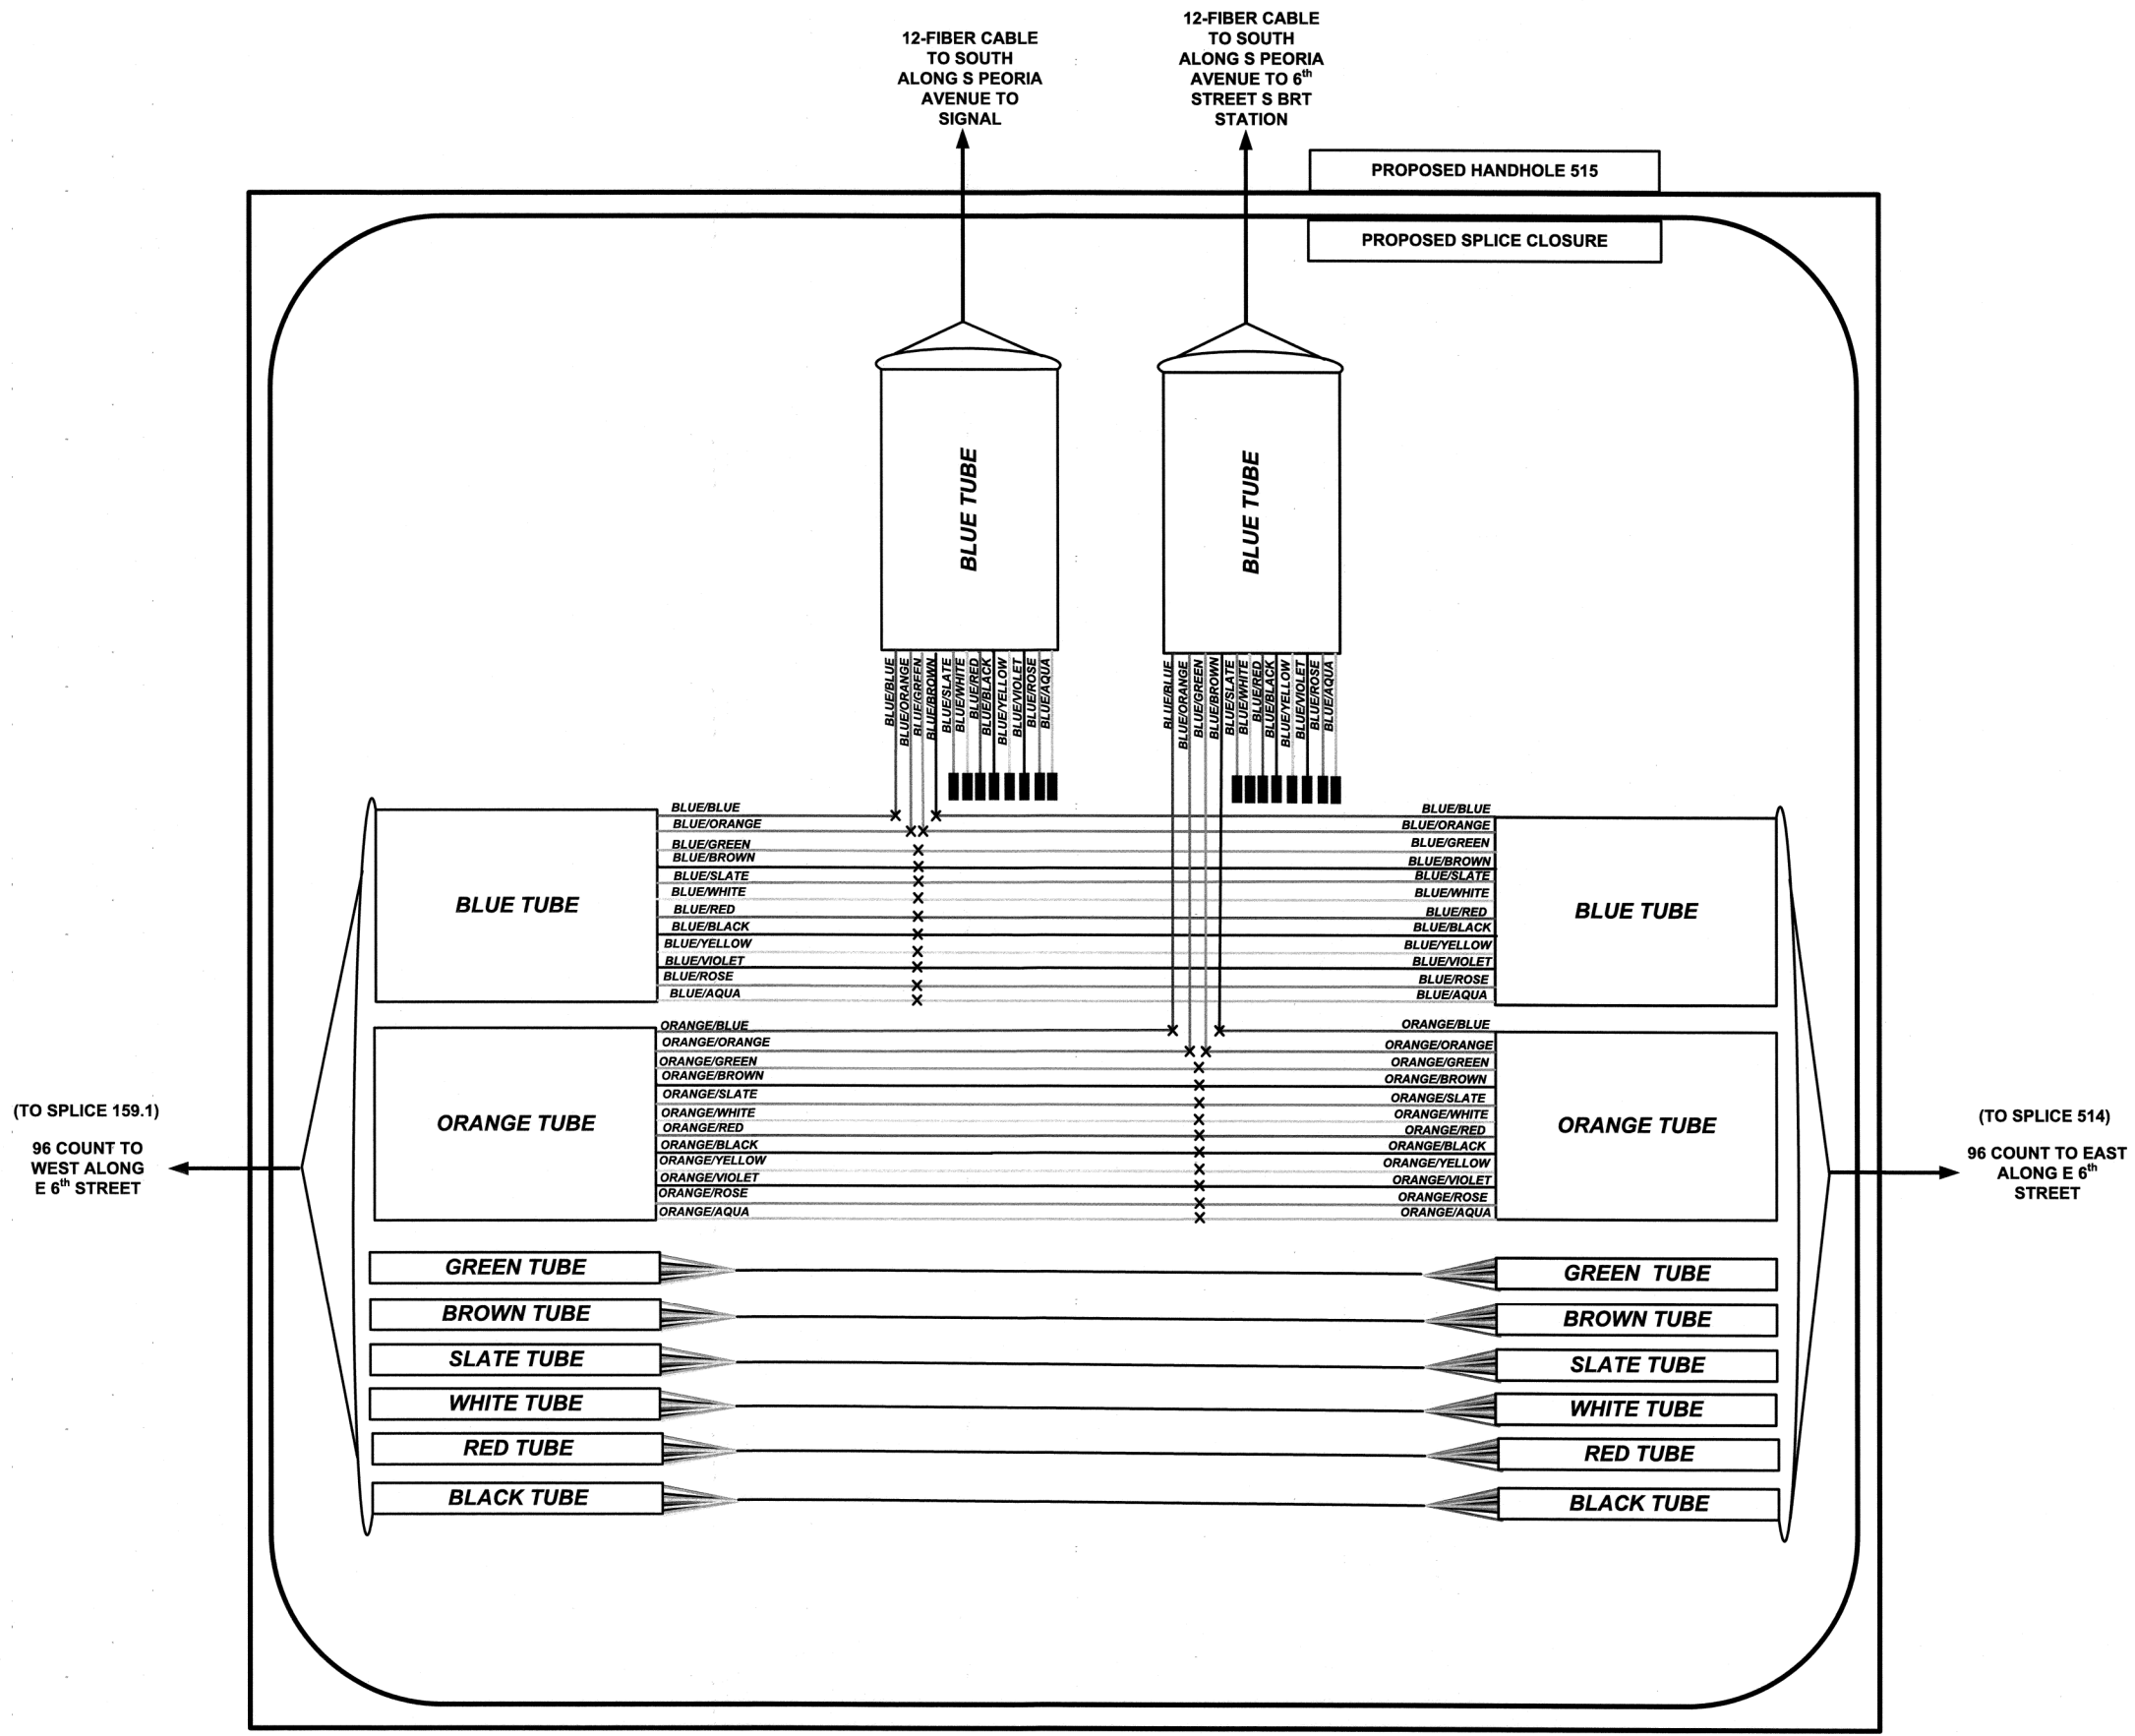 12-FIBER CABLE
TO SOUTH
ALONG S PEORIA
AVENUE TO
SIGNAL
12-FIBER CABLE
TO SOUTH
ALONG S PEORIA
AVENUE TO 6th
STREET S BRT
STATION
PROPOSED HANDHOLE 515
PROPOSED SPLICE CLOSURE
BLUE TUBE
BLUE TUBE
BLUE/BLUE
BLUE/ORANGE
BLUE/GREEN
BLUE/BROWN
BLUE/SLATE
BLUE/WHITE
BLUE/RED
BLUE/BLACK
BLUE/YELLOW
BLUE/VIOLET
BLUE/ROSE
BLUE/AQUA
BLUE/BLUE
BLUE/ORANGE
BLUE/GREEN
BLUE/BROWN
BLUE/SLATE
BLUE/WHITE
BLUE/RED
BLUE/BLACK
BLUE/YELLOW
BLUE/VIOLET
BLUE/ROSE
BLUE/AQUA
BLUE TUBE
BLUE/BLUE
BLUE/ORANGE
BLUE/GREEN
BLUE/BROWN
BLUE/SLATE
BLUE/WHITE
BLUE/RED
BLUE/BLACK
BLUE/YELLOW
BLUE/VIOLET
BLUE/ROSE
BLUE/AQUA
BLUE/BLUE
BLUE/ORANGE
BLUE/GREEN
BLUE/BROWN
BLUE/SLATE
BLUE/WHITE
BLUE/RED
BLUE/BLACK
BLUE/YELLOW
BLUE/VIOLET
BLUE/ROSE
BLUE/AQUA
BLUE TUBE
ORANGE TUBE
ORANGE/BLUE
ORANGE/ORANGE
ORANGE/GREEN
ORANGE/BROWN
ORANGE/SLATE
ORANGE/WHITE
ORANGE/RED
ORANGE/BLACK
ORANGE/YELLOW
ORANGE/VIOLET
ORANGE/ROSE
ORANGE/AQUA
ORANGE/BLUE
ORANGE/ORANGE
ORANGE/GREEN
ORANGE/BROWN
ORANGE/SLATE
ORANGE/WHITE
ORANGE/RED
ORANGE/BLACK
ORANGE/YELLOW
ORANGE/VIOLET
ORANGE/ROSE
ORANGE/AQUA
ORANGE TUBE
(TO SPLICE 159.1)
96 COUNT TO
WEST ALONG
E 6th STREET
(TO SPLICE 514)
96 COUNT TO EAST
ALONG E 6th
STREET
GREEN TUBE
GREEN TUBE
BROWN TUBE
BROWN TUBE
SLATE TUBE
SLATE TUBE
WHITE TUBE
WHITE TUBE
RED TUBE
RED TUBE
BLACK TUBE
BLACK TUBE